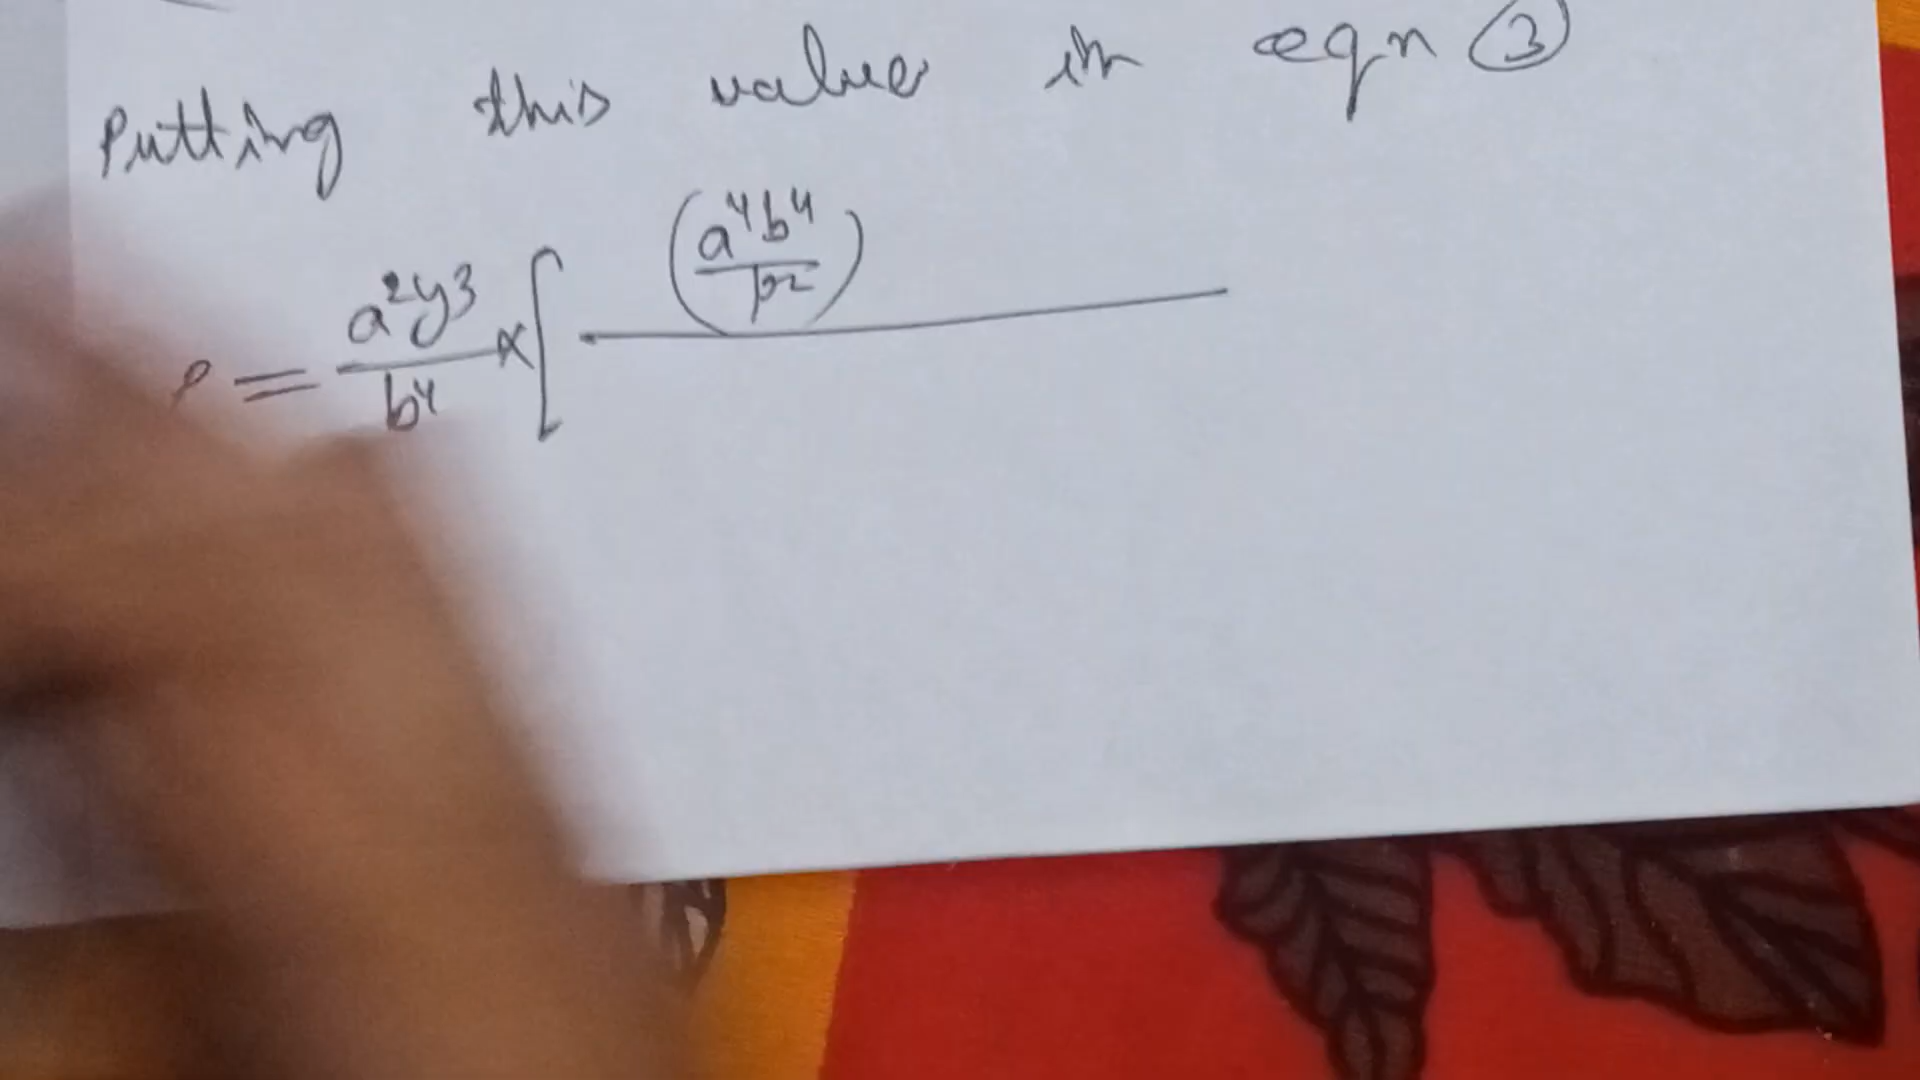 Putting this value in eqn ③
ρ = a²y³/b⁴ × [ (a⁴b⁴/p²)